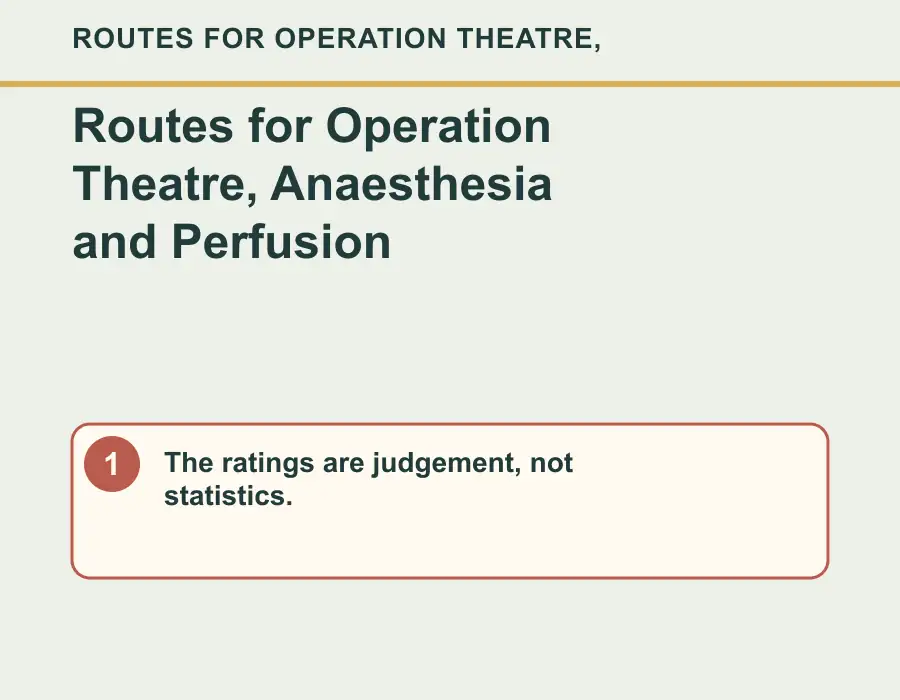 ROUTES FOR OPERATION THEATRE,
Routes for Operation
Theatre, Anaesthesia
and Perfusion
1
The ratings are judgement, not
statistics.